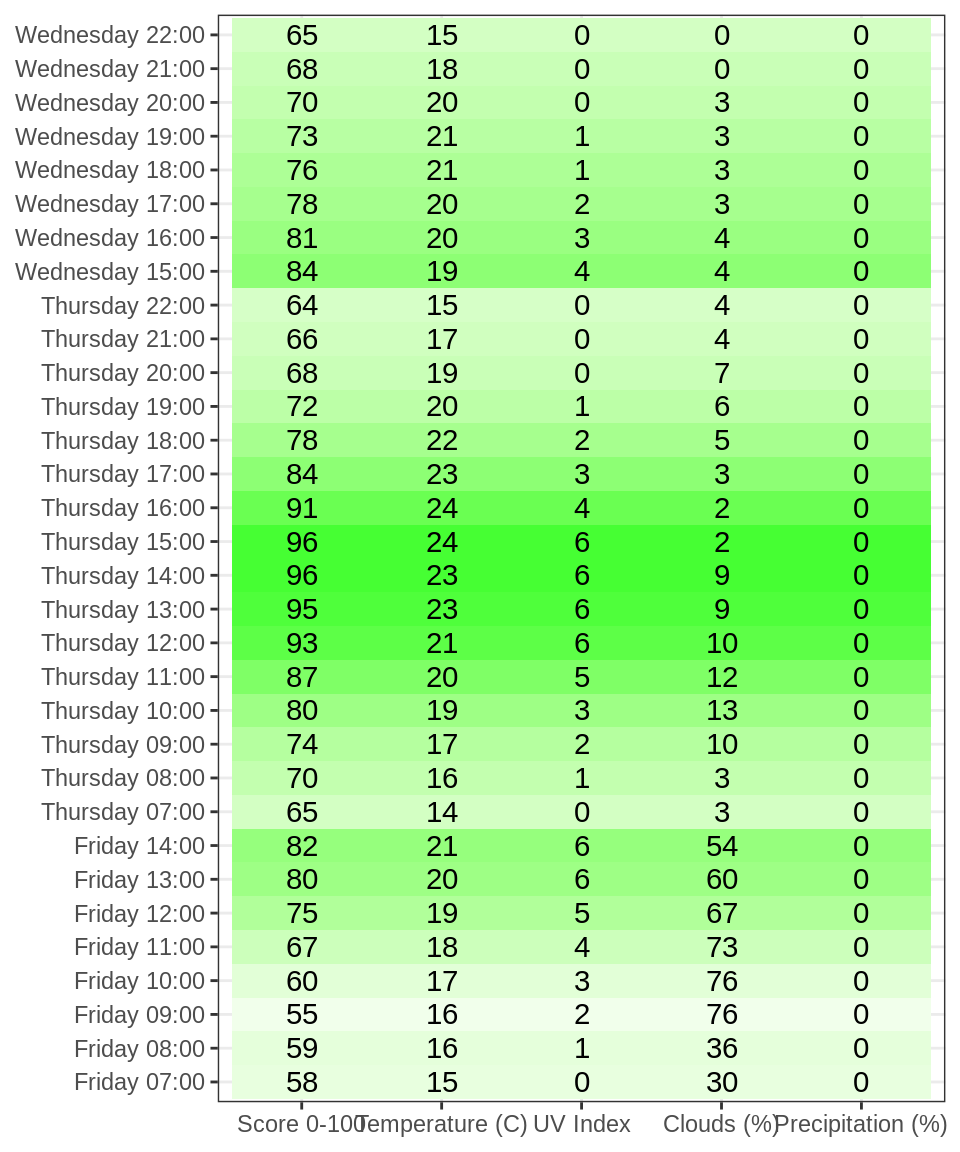 Wednesday 22:00 65 15 0 0 0
Wednesday 21:00 68 18 0 0 0
Wednesday 20:00 70 20 0 3 0
Wednesday 19:00 73 21 1 3 0
Wednesday 18:00 76 21 1 3 0
Wednesday 17:00 78 20 2 3 0
Wednesday 16:00 81 20 3 4 0
Wednesday 15:00 84 19 4 4 0
Thursday 22:00 64 15 0 4 0
Thursday 21:00 66 17 0 4 0
Thursday 20:00 68 19 0 7 0
Thursday 19:00 72 20 1 6 0
Thursday 18:00 78 22 2 5 0
Thursday 17:00 84 23 3 3 0
Thursday 16:00 91 24 4 2 0
Thursday 15:00 96 24 6 2 0
Thursday 14:00 96 23 6 9 0
Thursday 13:00 95 23 6 9 0
Thursday 12:00 93 21 6 10 0
Thursday 11:00 87 20 5 12 0
Thursday 10:00 80 19 3 13 0
Thursday 09:00 74 17 2 10 0
Thursday 08:00 70 16 1 3 0
Thursday 07:00 65 14 0 3 0
Friday 14:00 82 21 6 54 0
Friday 13:00 80 20 6 60 0
Friday 12:00 75 19 5 67 0
Friday 11:00 67 18 4 73 0
Friday 10:00 60 17 3 76 0
Friday 09:00 55 16 2 76 0
Friday 08:00 59 16 1 36 0
Friday 07:00 58 15 0 30 0
Score 0-100 Temperature (C) UV Index Clouds (%) Precipitation (%)